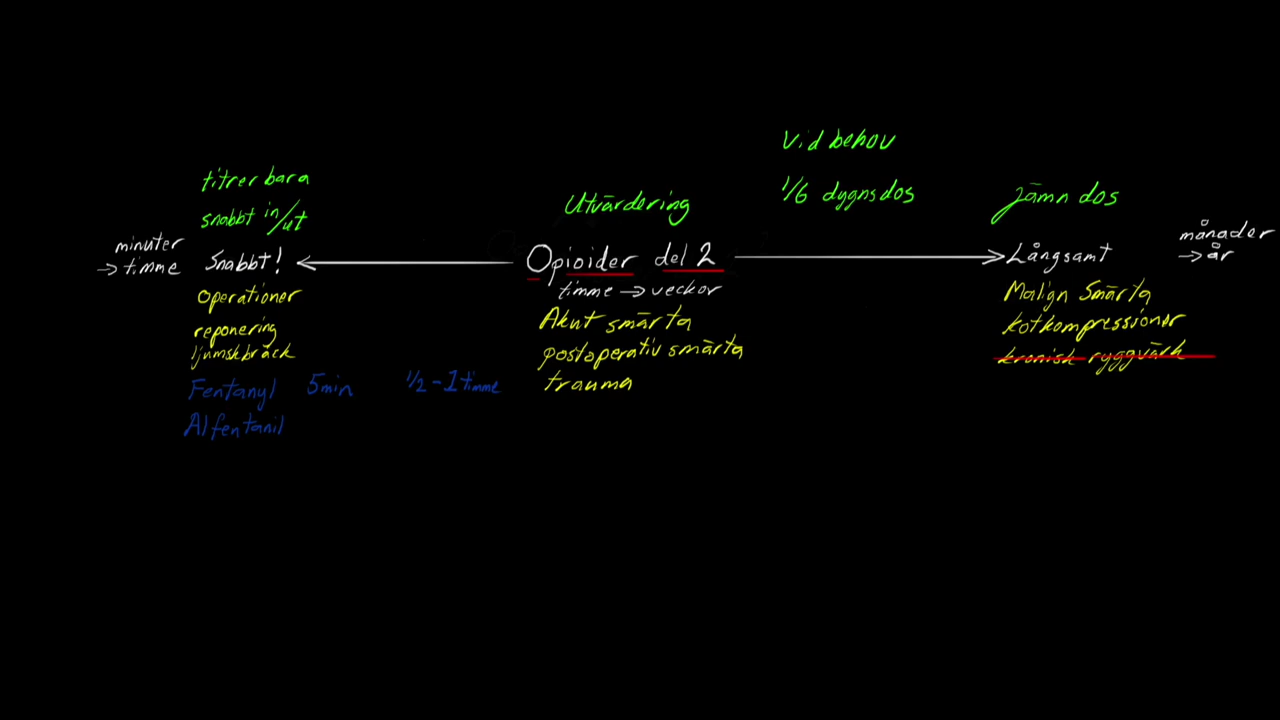 titrerbara
snabbt in/ut
minuter
→ timme
Snabbt!
Operationer
reponering
ljumskbråck
Fentanyl 5min ½-1 timme
Alfentanil
Utvärdering
Opioider del 2
timme → veckor
Akut smärta
postoperativ smärta
trauma
Vid behov
1/6 dygnsdos
Jämn dos
Långsamt
månader
→ år
Malign Smärta
kotkompressioner
kronisk ryggvärk